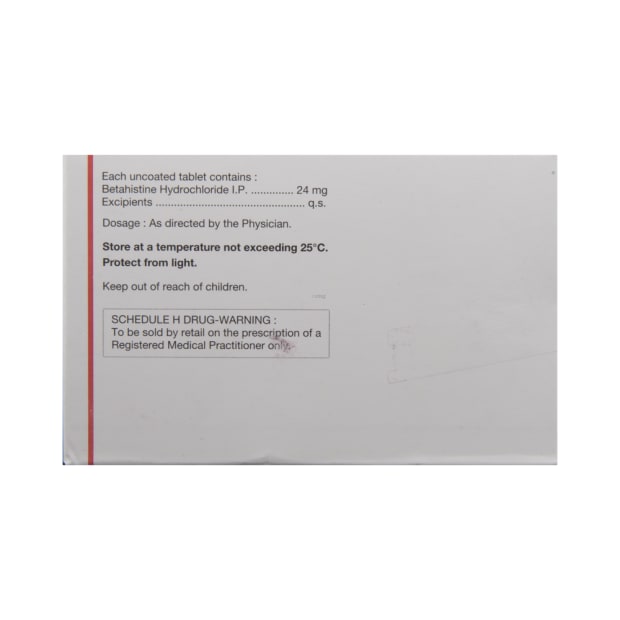 Each uncoated tablet contains :
Betahistine Hydrochloride I.P. .............. 24 mg
Excipients ................................................. q.s.
Dosage : As directed by the Physician.
Store at a temperature not exceeding 25°C.
Protect from light.
Keep out of reach of children.
SCHEDULE H DRUG-WARNING :
To be sold by retail on the prescription of a
Registered Medical Practitioner only.